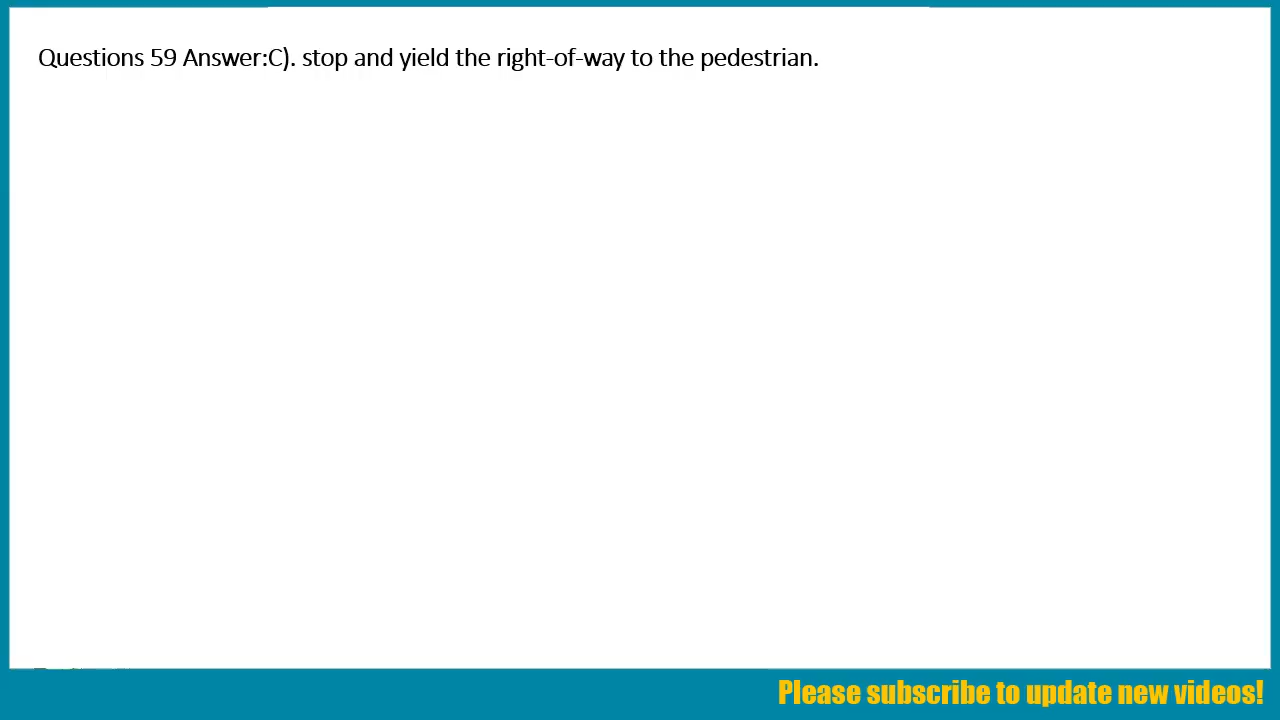 Questions 59 Answer:C). stop and yield the right-of-way to the pedestrian.
Please subscribe to update new videos!